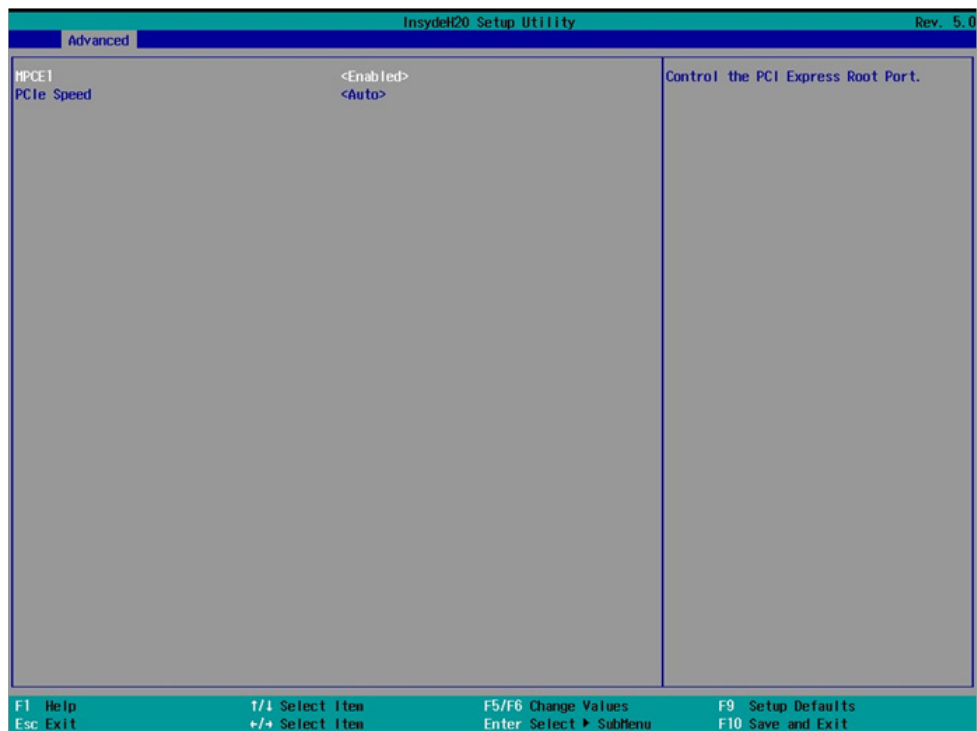 InsydeH20 Setup Utility Rev. 5.0
Advanced
MPCE1 <Enabled> Control the PCI Express Root Port.
PCIe Speed <Auto>
F1 Help ↑/↓ Select Item F5/F6 Change Values F9 Setup Defaults
Esc Exit ←/→ Select Item Enter Select ▶ SubMenu F10 Save and Exit